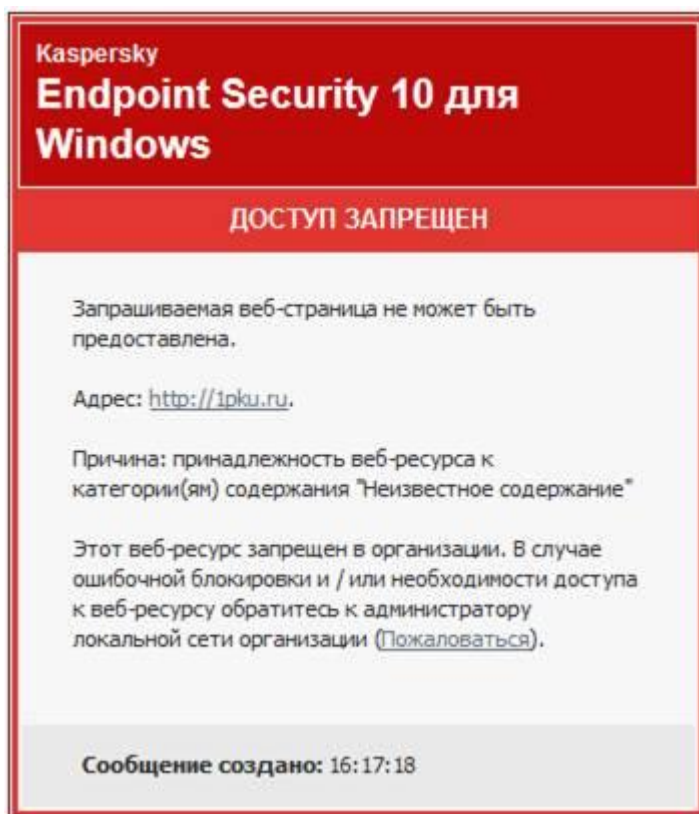 Kaspersky
Endpoint Security 10 для
Windows
ДОСТУП ЗАПРЕЩЕН
Запрашиваемая веб-страница не может быть
предоставлена.
Адрес: http://1pku.ru.
Причина: принадлежность веб-ресурса к
категории(ям) содержания "Неизвестное содержание"
Этот веб-ресурс запрещен в организации. В случае
ошибочной блокировки и / или необходимости доступа
к веб-ресурсу обратитесь к администратору
локальной сети организации (Пожаловаться).
Сообщение создано: 16:17:18